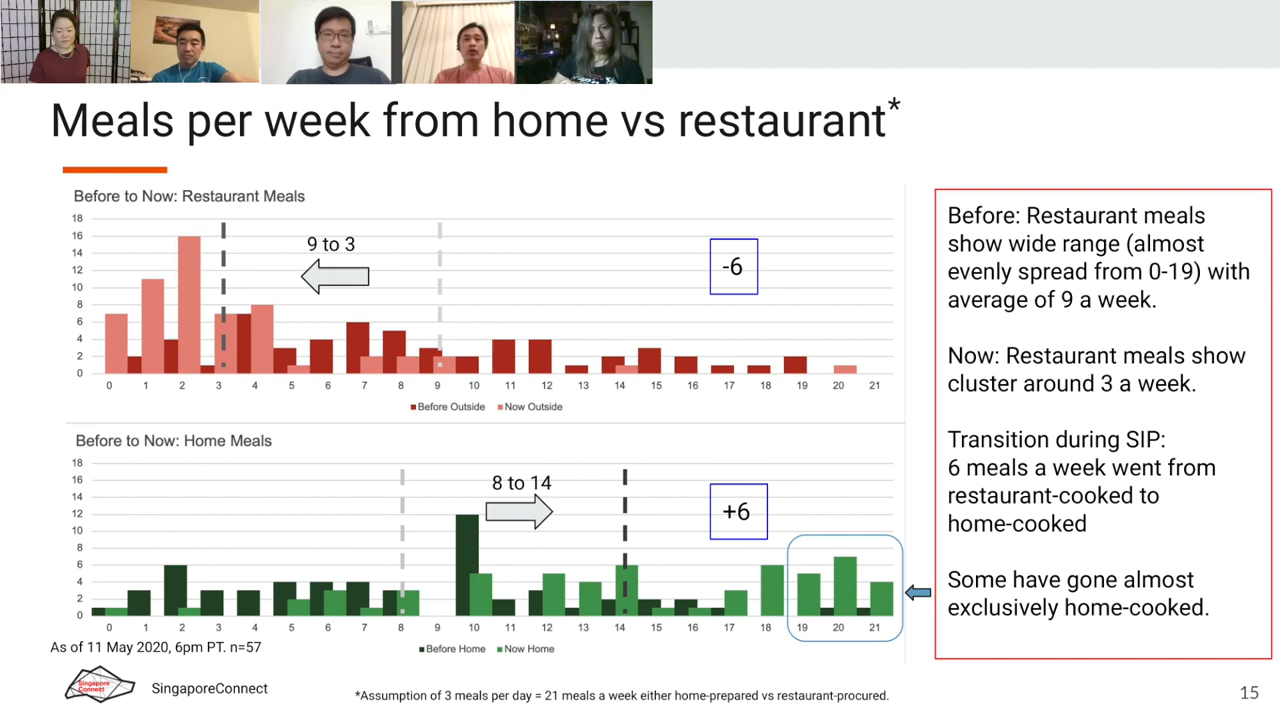 Meals per week from home vs restaurant*
Before to Now: Restaurant Meals
18
16
14
12
10
8
6
4
2
0
9 to 3
-6
0 1 2 3 4 5 6 7 8 9 10 11 12 13 14 15 16 17 18 19 20 21
Before Outside Now Outside
Before to Now: Home Meals
18
16
14
12
10
8
6
4
2
0
8 to 14
+6
0 1 2 3 4 5 6 7 8 9 10 11 12 13 14 15 16 17 18 19 20 21
Before Home Now Home
As of 11 May 2020, 6pm PT. n=57
Before: Restaurant meals
show wide range (almost
evenly spread from 0-19) with
average of 9 a week.
Now: Restaurant meals show
cluster around 3 a week.
Transition during SIP:
6 meals a week went from
restaurant-cooked to
home-cooked
Some have gone almost
exclusively home-cooked.
Singapore
Connect
SingaporeConnect
*Assumption of 3 meals per day = 21 meals a week either home-prepared vs restaurant-procured.
15